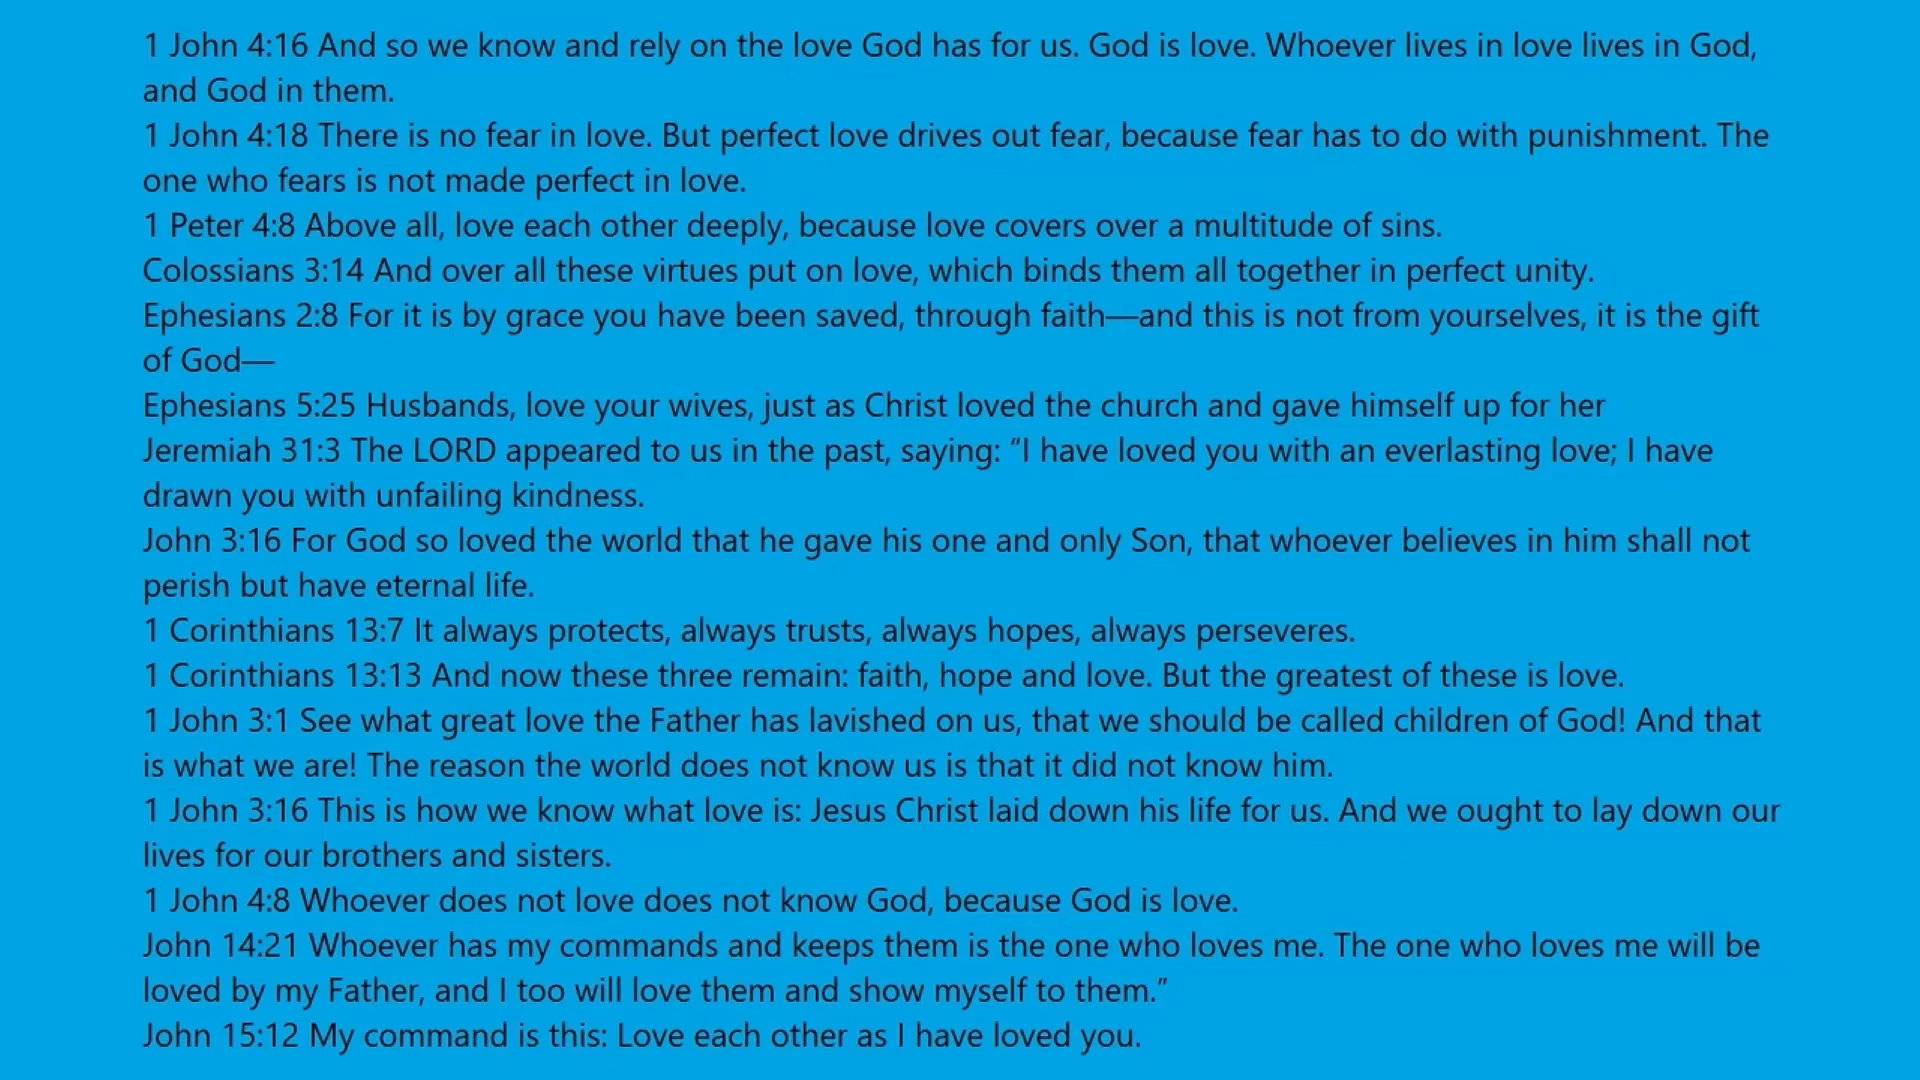 1 John 4:16 And so we know and rely on the love God has for us. God is love. Whoever lives in love lives in God,
and God in them.
1 John 4:18 There is no fear in love. But perfect love drives out fear, because fear has to do with punishment. The
one who fears is not made perfect in love.
1 Peter 4:8 Above all, love each other deeply, because love covers over a multitude of sins.
Colossians 3:14 And over all these virtues put on love, which binds them all together in perfect unity.
Ephesians 2:8 For it is by grace you have been saved, through faith—and this is not from yourselves, it is the gift
of God—
Ephesians 5:25 Husbands, love your wives, just as Christ loved the church and gave himself up for her
Jeremiah 31:3 The LORD appeared to us in the past, saying: “I have loved you with an everlasting love; I have
drawn you with unfailing kindness.
John 3:16 For God so loved the world that he gave his one and only Son, that whoever believes in him shall not
perish but have eternal life.
1 Corinthians 13:7 It always protects, always trusts, always hopes, always perseveres.
1 Corinthians 13:13 And now these three remain: faith, hope and love. But the greatest of these is love.
1 John 3:1 See what great love the Father has lavished on us, that we should be called children of God! And that
is what we are! The reason the world does not know us is that it did not know him.
1 John 3:16 This is how we know what love is: Jesus Christ laid down his life for us. And we ought to lay down our
lives for our brothers and sisters.
1 John 4:8 Whoever does not love does not know God, because God is love.
John 14:21 Whoever has my commands and keeps them is the one who loves me. The one who loves me will be
loved by my Father, and I too will love them and show myself to them.”
John 15:12 My command is this: Love each other as I have loved you.